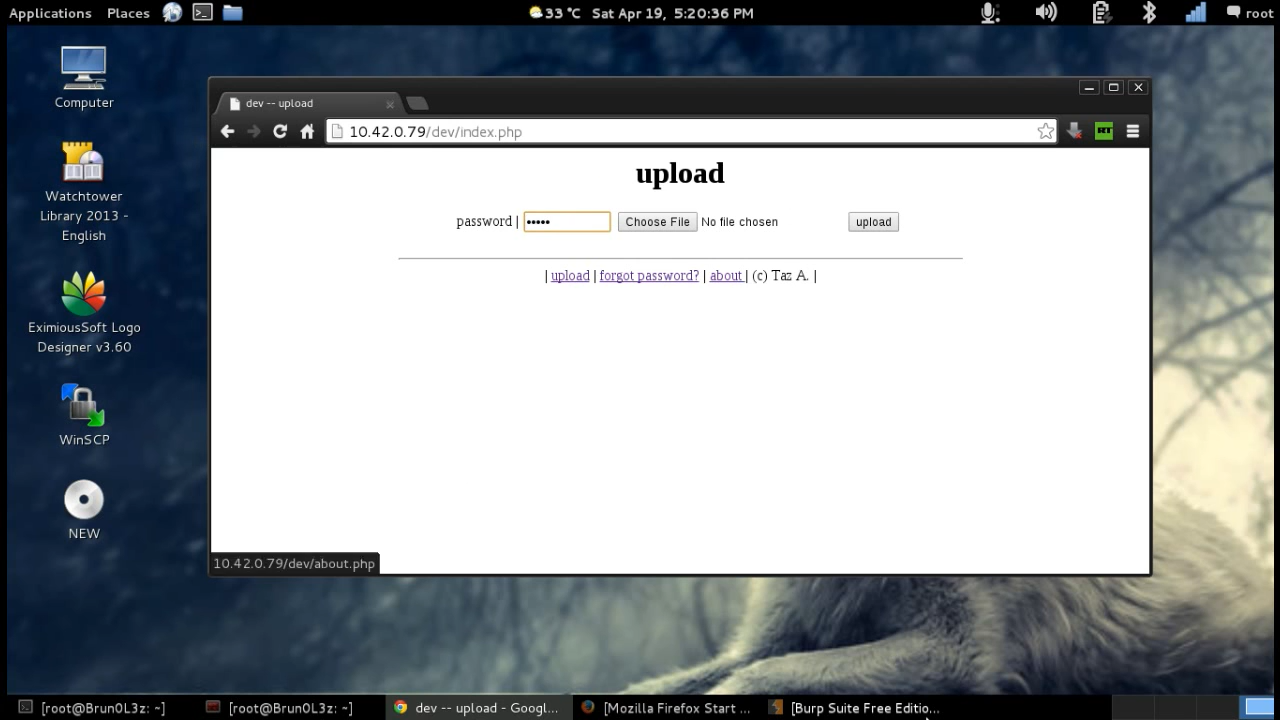 Applications Places 33 °C Sat Apr 19, 5:20:36 PM root
Computer
Watchtower
Library 2013 -
English
EximiousSoft Logo
Designer v3.60
WinSCP
NEW
dev -- upload
10.42.0.79/dev/index.php RT
upload
password | ••••• Choose File No file chosen upload
| upload | forgot password? | about | (c) Taz A. |
10.42.0.79/dev/about.php
[root@Brun0L3z: ~] [root@Brun0L3z: ~] dev -- upload - Googl... [Mozilla Firefox Start ... [Burp Suite Free Editio...